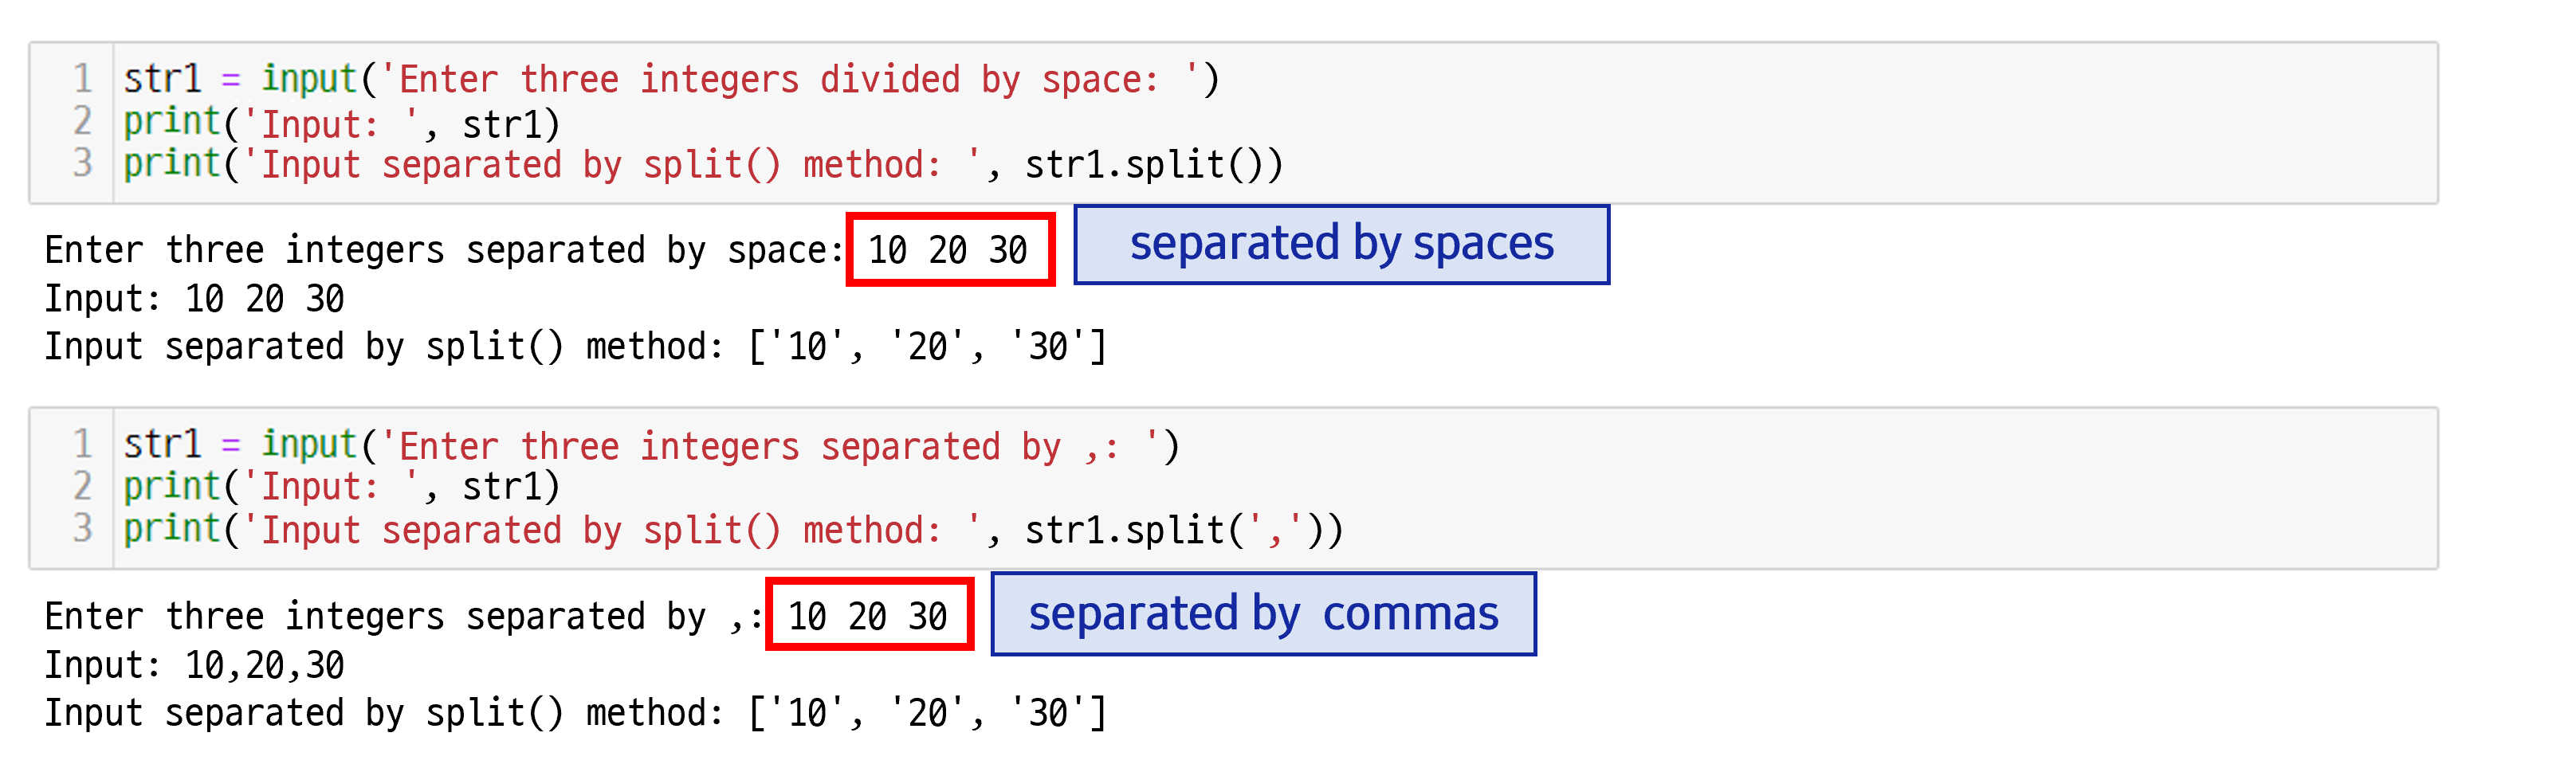 1 str1 = input('Enter three integers divided by space: ')
2 print('Input: ', str1)
3 print('Input separated by split() method: ', str1.split())
Enter three integers separated by space: 10 20 30 separated by spaces
Input: 10 20 30
Input separated by split() method: ['10', '20', '30']
1 str1 = input('Enter three integers separated by ,: ')
2 print('Input: ', str1)
3 print('Input separated by split() method: ', str1.split(','))
Enter three integers separated by ,: 10 20 30 separated by commas
Input: 10,20,30
Input separated by split() method: ['10', '20', '30']